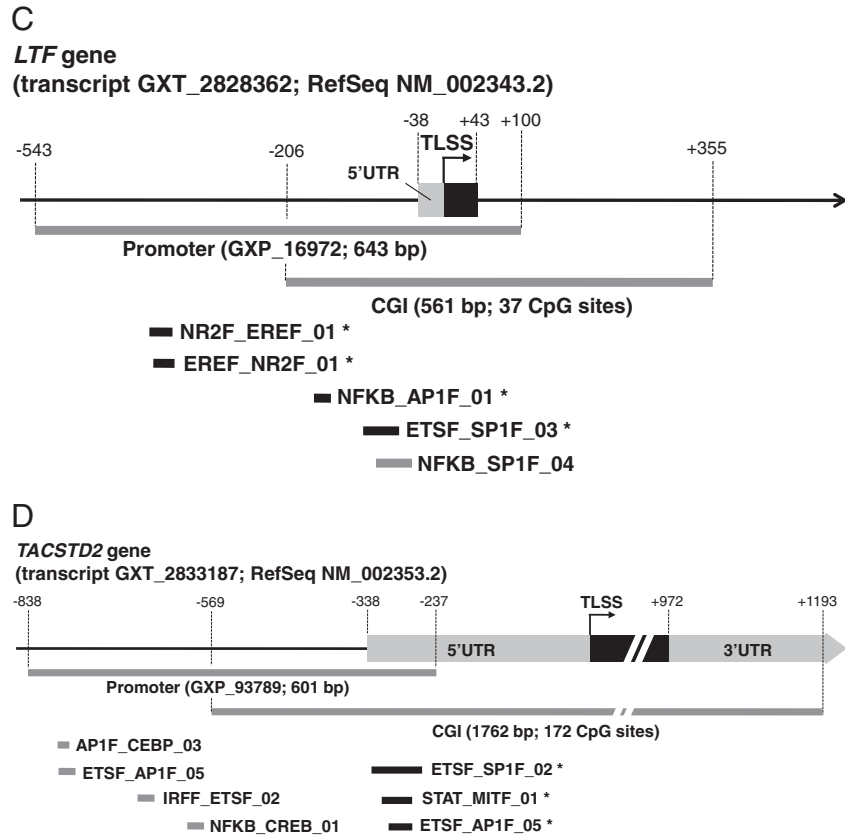 C
LTF gene
(transcript GXT_2828362; RefSeq NM_002343.2)
-543
-206
-38
+43
+100
+355
TLSS
5’UTR
Promoter (GXP_16972; 643 bp)
CGI (561 bp; 37 CpG sites)
NR2F_EREF_01 *
EREF_NR2F_01 *
NFKB_AP1F_01 *
ETSF_SP1F_03 *
NFKB_SP1F_04
D
TACSTD2 gene
(transcript GXT_2833187; RefSeq NM_002353.2)
-838
-569
-338
-237
TLSS
+972
+1193
5’UTR
3’UTR
Promoter (GXP_93789; 601 bp)
CGI (1762 bp; 172 CpG sites)
AP1F_CEBP_03
ETSF_AP1F_05
IRFF_ETSF_02
NFKB_CREB_01
ETSF_SP1F_02 *
STAT_MITF_01 *
ETSF_AP1F_05 *